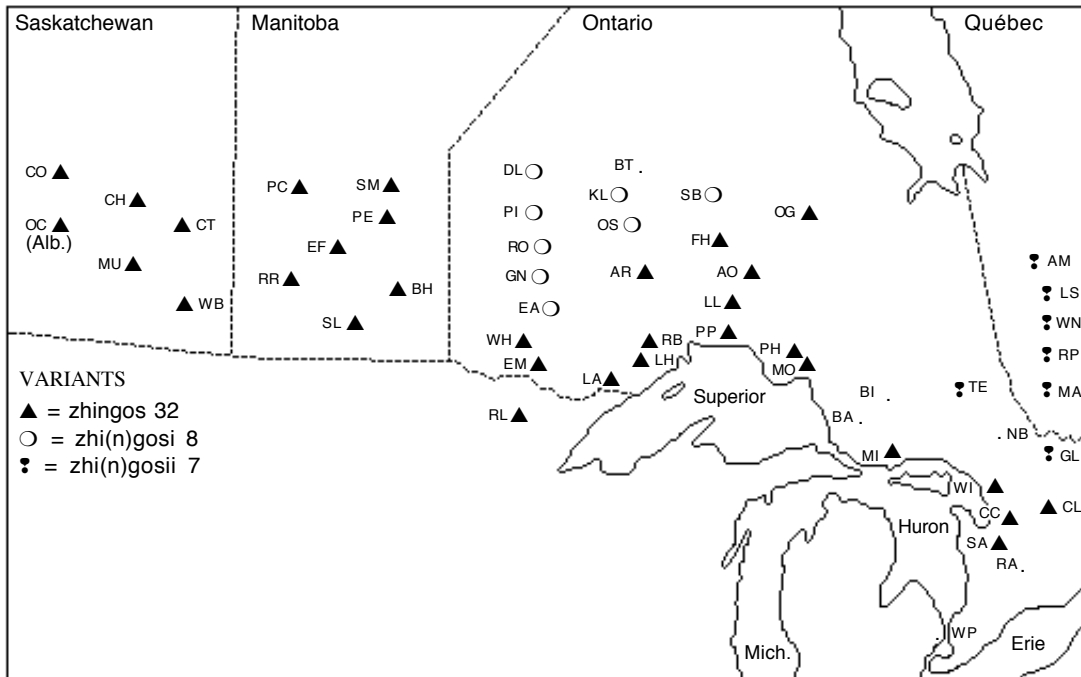 Saskatchewan Manitoba Ontario Québec
CO
CH
OC
(Alb.)
CT
MU
WB
PC
SM
PE
EF
RR
BH
SL
DL
BT
KL
SB
PI
OS
OG
RO
FH
GN
AR
AO
EA
LL
WH
RB
PP
EM
LH
PH
MO
LA
RL
Superior
BI
BA
TE
AM
LS
WN
RP
MA
NB
GL
MI
WI
CC
CL
Huron
SA
RA
WP
Mich.
Erie
VARIANTS
▲ = zhingos 32
❍ = zhi(n)gosi 8
❢ = zhi(n)gosii 7